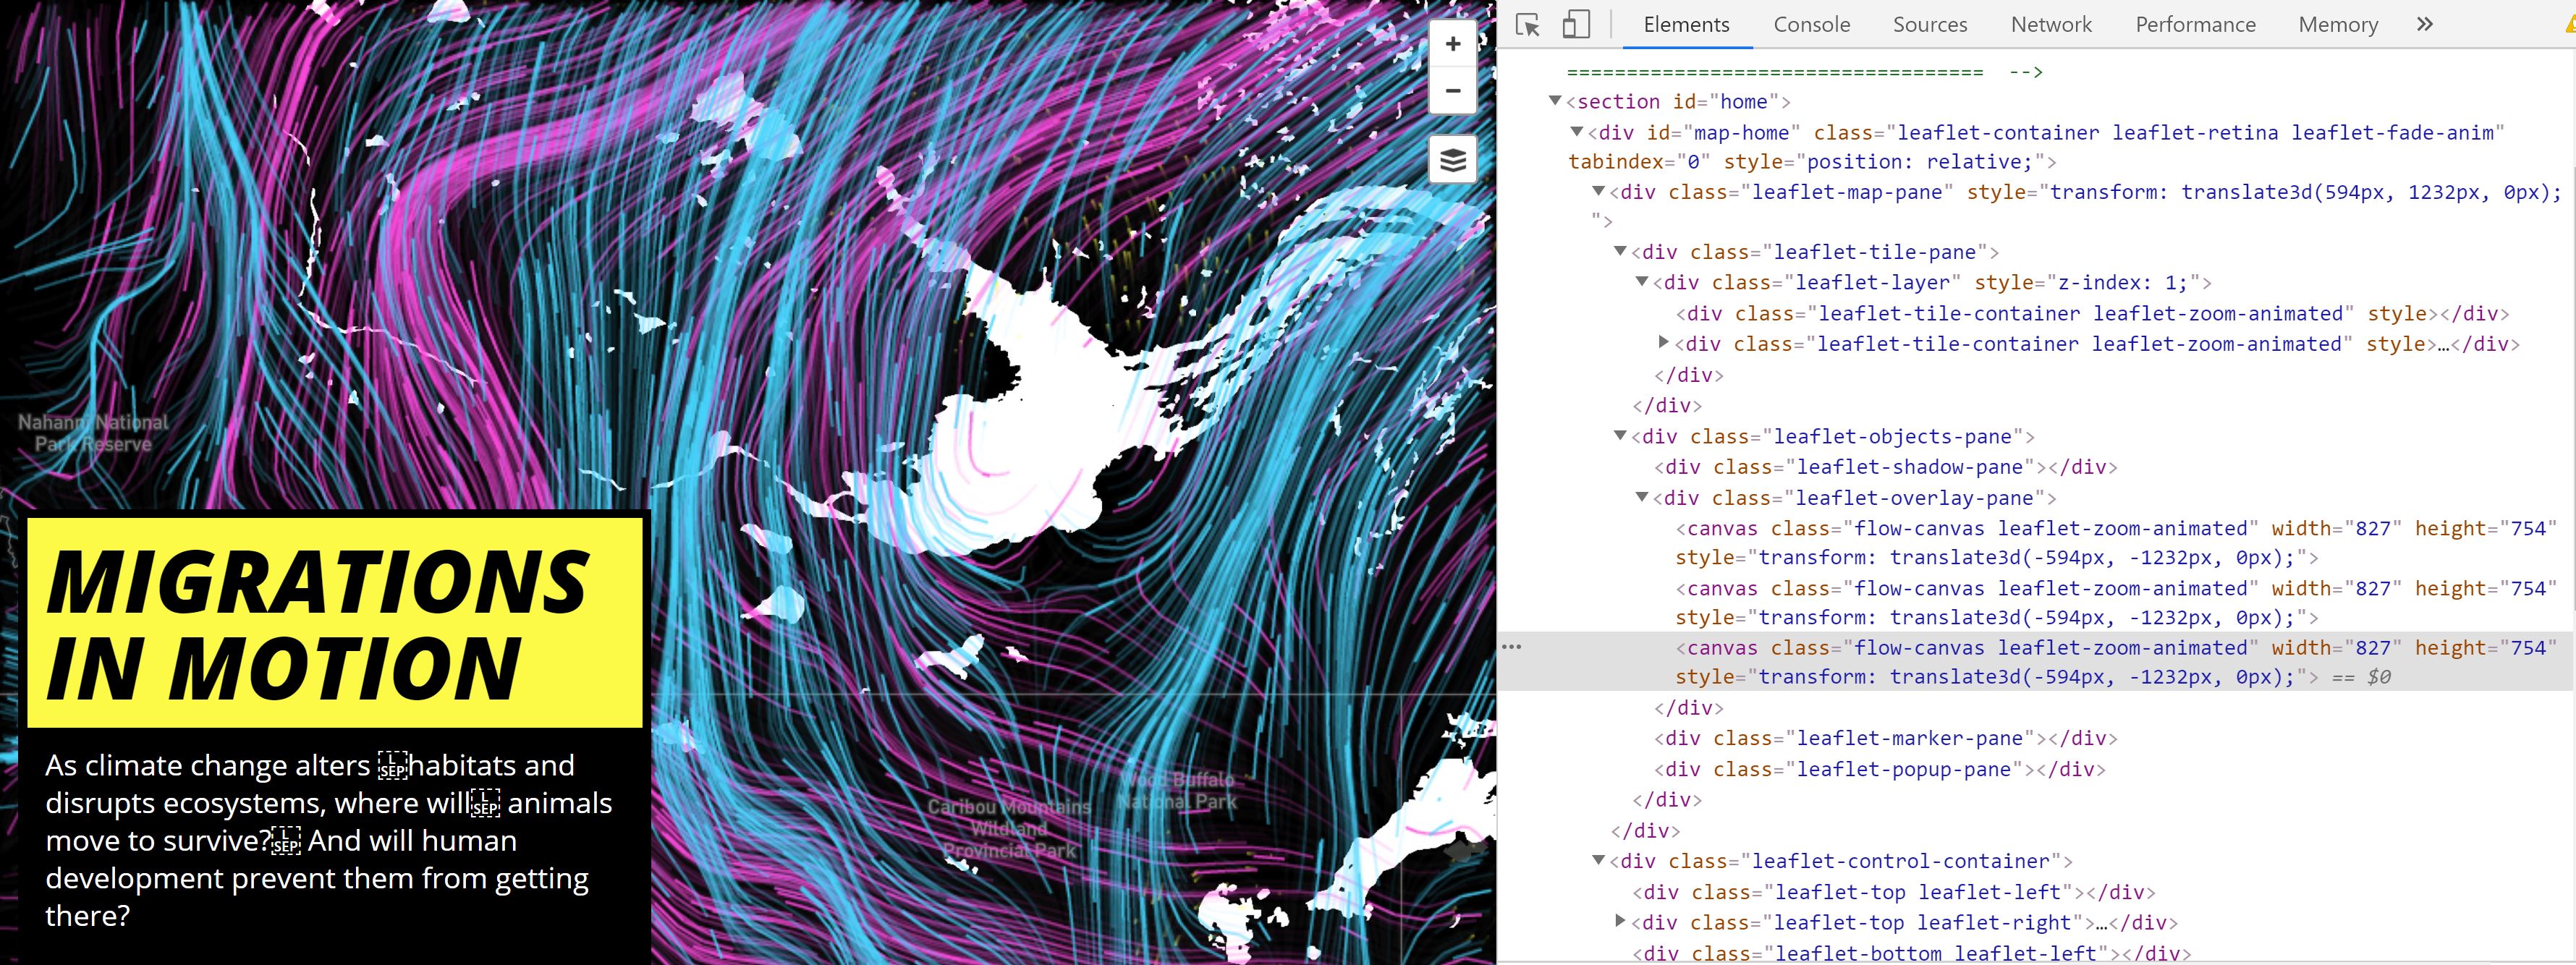 +
−
Nahanni National
Park Reserve
MIGRATIONS
IN MOTION
As climate change alters habitats and
disrupts ecosystems, where will animals
move to survive? And will human
development prevent them from getting
there?
Caribou Mountains
Wildland
Provincial Park
Wood Buffalo
National Park
Elements Console Sources Network Performance Memory »
=================================== -->
<section id="home">
<div id="map-home" class="leaflet-container leaflet-retina leaflet-fade-anim"
tabindex="0" style="position: relative;">
<div class="leaflet-map-pane" style="transform: translate3d(594px, 1232px, 0px);
">
<div class="leaflet-tile-pane">
<div class="leaflet-layer" style="z-index: 1;">
<div class="leaflet-tile-container leaflet-zoom-animated" style></div>
<div class="leaflet-tile-container leaflet-zoom-animated" style>…</div>
</div>
</div>
<div class="leaflet-objects-pane">
<div class="leaflet-shadow-pane"></div>
<div class="leaflet-overlay-pane">
<canvas class="flow-canvas leaflet-zoom-animated" width="827" height="754"
style="transform: translate3d(-594px, -1232px, 0px);">
<canvas class="flow-canvas leaflet-zoom-animated" width="827" height="754"
style="transform: translate3d(-594px, -1232px, 0px);">
<canvas class="flow-canvas leaflet-zoom-animated" width="827" height="754"
style="transform: translate3d(-594px, -1232px, 0px);"> == $0
</div>
<div class="leaflet-marker-pane"></div>
<div class="leaflet-popup-pane"></div>
</div>
</div>
<div class="leaflet-control-container">
<div class="leaflet-top leaflet-left"></div>
<div class="leaflet-top leaflet-right">…</div>
<div class="leaflet-bottom leaflet-left"></div>